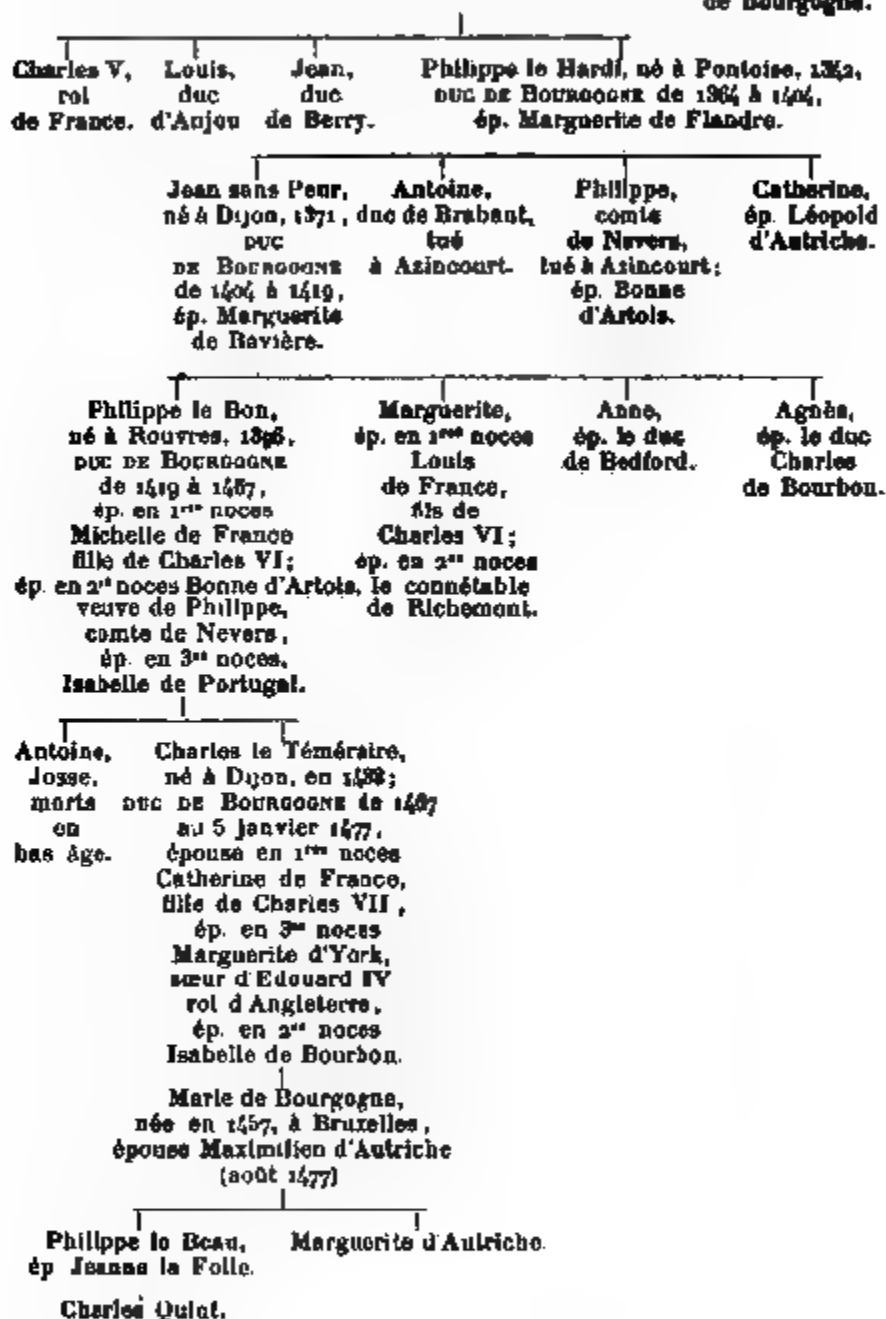 de Bourgogne.
Charles V,
roi
de France.
Louis,
duc
d'Anjou
Jean,
duc
de Berry.
Philippe le Hardi, né à Pontoise, 1342,
DUC DE BOURGOGNE de 1364 à 1404,
ép. Marguerite de Flandre.
Jean sans Peur,
né à Dijon, 1371,
DUC
DE BOURGOGNE
de 1404 à 1419,
ép. Marguerite
de Bavière.
Antoine,
duc de Brabant,
tué
à Azincourt.
Philippe,
comte
de Nevers,
tué à Azincourt;
ép. Bonne
d'Artois.
Catherine,
ép. Léopold
d'Autriche.
Philippe le Bon,
né à Rouvres, 1396,
DUC DE BOURGOGNE
de 1419 à 1467,
ép. en 1res noces
Michelle de France
fille de Charles VI;
ép. en 2es noces Bonne d'Artois,
veuve de Philippe,
comte de Nevers,
ép. en 3es noces,
Isabelle de Portugal.
Marguerite,
ép. en 1res noces
Louis
de France,
fils de
Charles VI;
ép. en 2es noces
le connétable
de Richemont.
Anne,
ép. le duc
de Bedford.
Agnès,
ép. le duc
Charles
de Bourbon.
Antoine,
Josse,
morts
en
bas âge.
Charles le Téméraire,
né à Dijon, en 1433;
DUC DE BOURGOGNE de 1467
au 5 janvier 1477,
épouse en 1res noces
Catherine de France,
fille de Charles VII,
ép. en 3es noces
Marguerite d'York,
sœur d'Edouard IV
roi d'Angleterre,
ép. en 2es noces
Isabelle de Bourbon.
Marie de Bourgogne,
née en 1457, à Bruxelles,
épouse Maximilien d'Autriche
(août 1477)
Philippe le Beau,
ép Jeanne la Folle.
Marguerite d'Autriche.
Charles Quint.